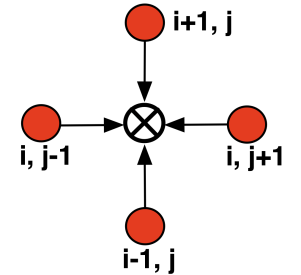 i+1, j
i, j-1
i, j+1
i-1, j